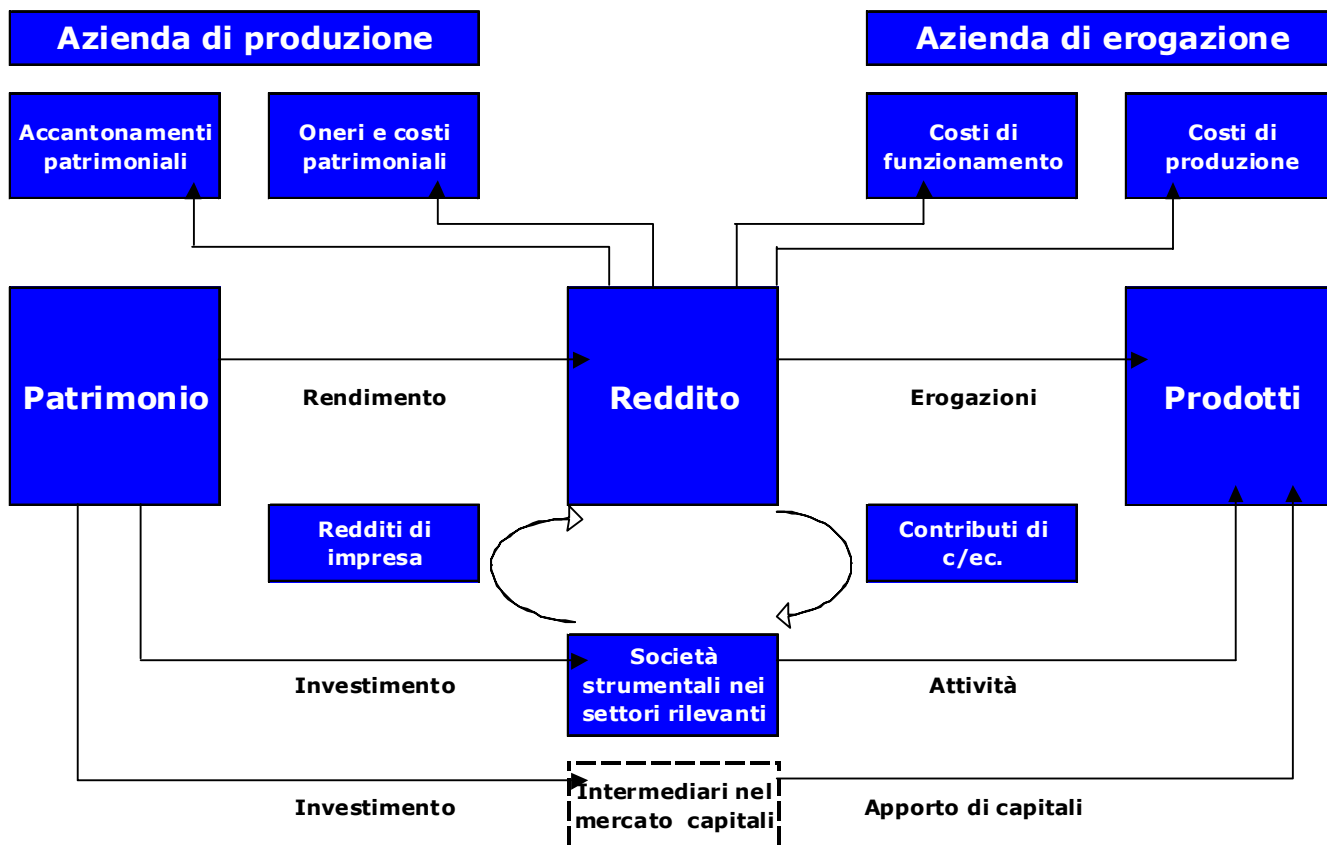 Azienda di produzione
Azienda di erogazione
Accantonamenti
patrimoniali
Oneri e costi
patrimoniali
Costi di
funzionamento
Costi di
produzione
Patrimonio
Rendimento
Reddito
Erogazioni
Prodotti
Redditi di
impresa
Contributi di
c/ec.
Investimento
Società
strumentali nei
settori rilevanti
Attività
Investimento
Intermediari nel
mercato capitali
Apporto di capitali